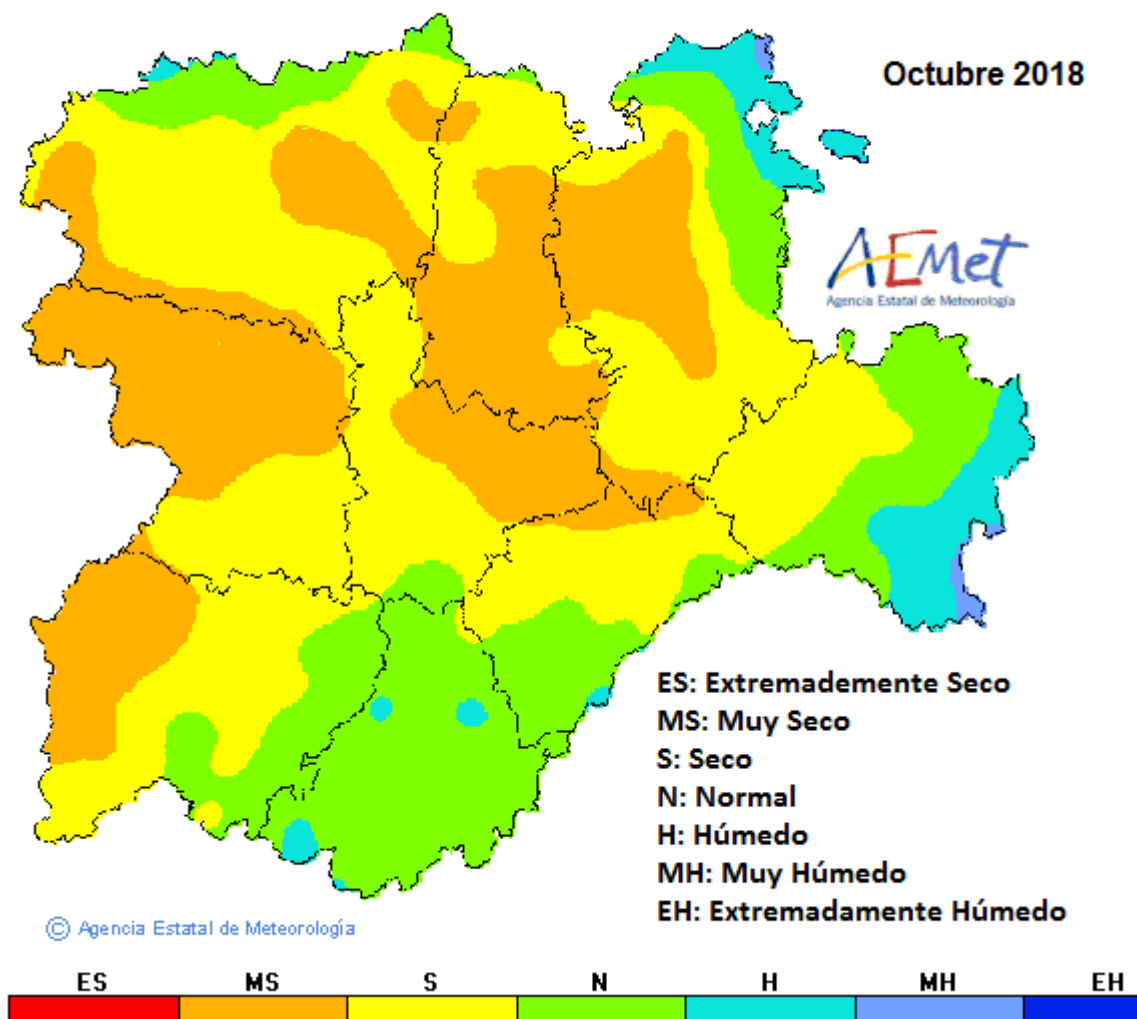 Octubre 2018
AEMet
Agencia Estatal de Meteorología
ES: Extremademente Seco
MS: Muy Seco
S: Seco
N: Normal
H: Húmedo
MH: Muy Húmedo
EH: Extremadamente Húmedo
© Agencia Estatal de Meteorología
ES MS S N H MH EH